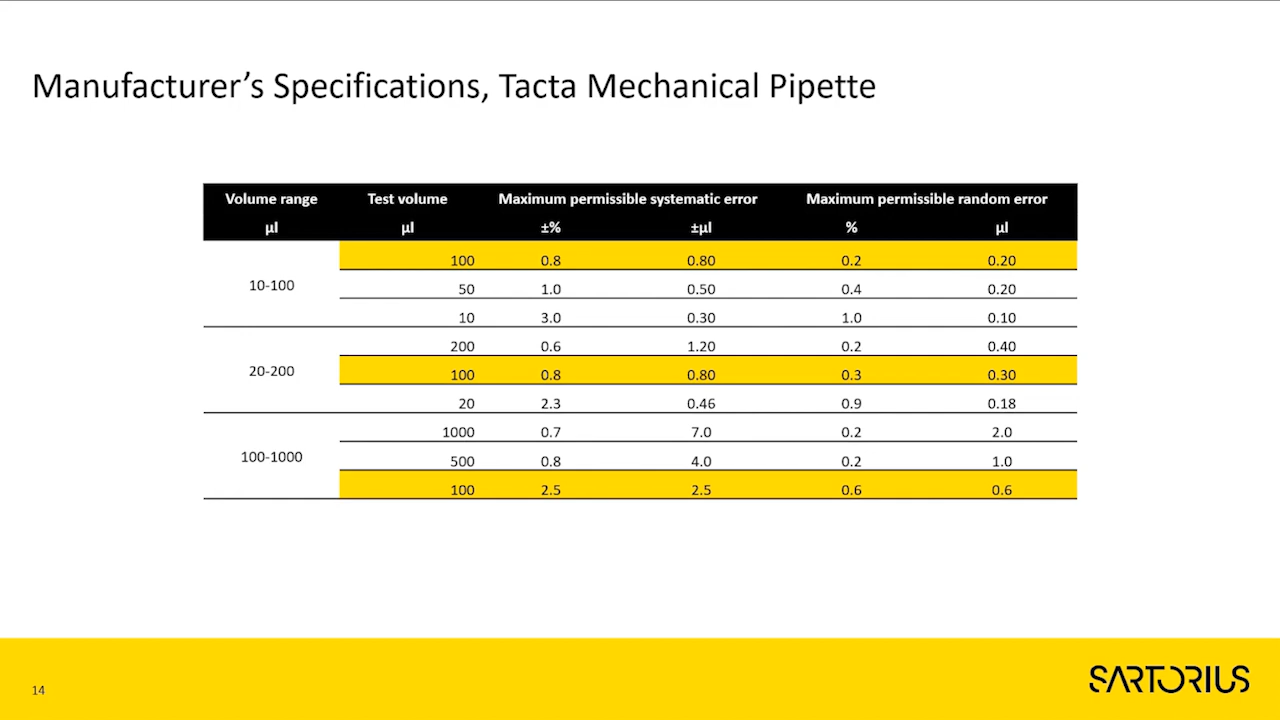 Manufacturer’s Specifications, Tacta Mechanical Pipette
Volume range Test volume Maximum permissible systematic error Maximum permissible random error
µl µl ±% ±µl % µl
100 0.8 0.80 0.2 0.20
10-100
50 1.0 0.50 0.4 0.20
10 3.0 0.30 1.0 0.10
200 0.6 1.20 0.2 0.40
20-200
100 0.8 0.80 0.3 0.30
20 2.3 0.46 0.9 0.18
1000 0.7 7.0 0.2 2.0
100-1000
500 0.8 4.0 0.2 1.0
100 2.5 2.5 0.6 0.6
14
SARTORIUS